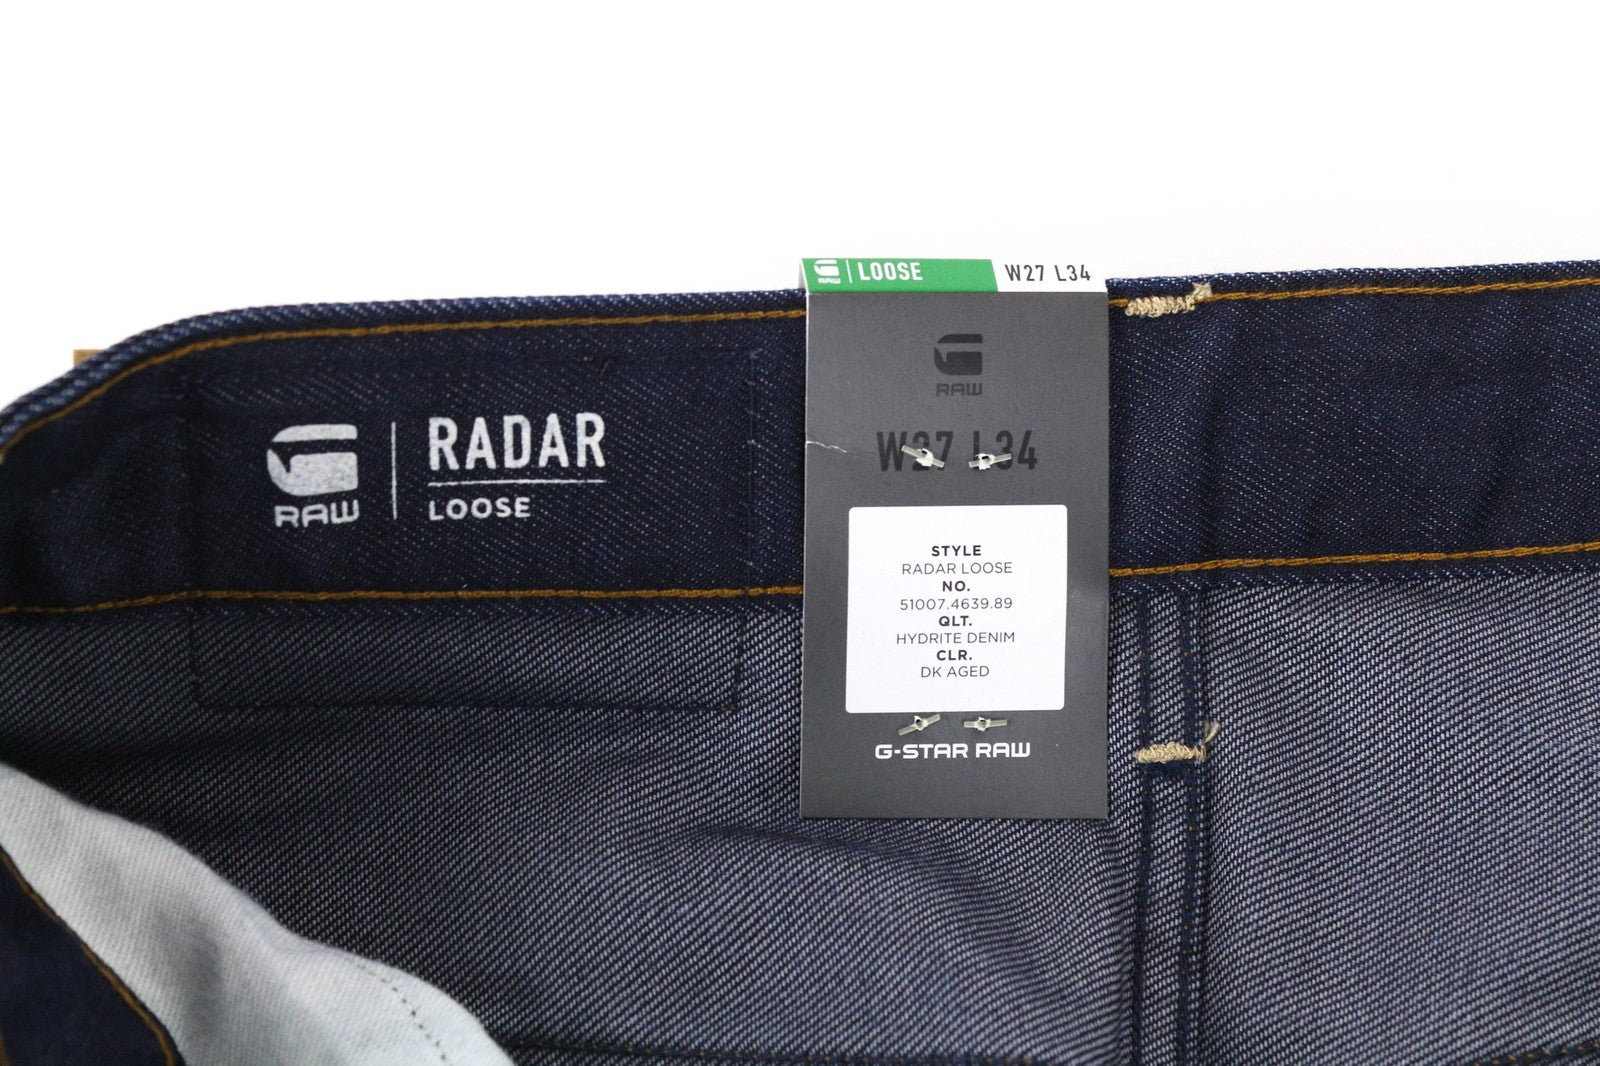 RAW
RADAR
LOOSE
RAW
LOOSE
W27 L34
RAW
W27 L34
STYLE
RADAR LOOSE
NO.
51007.4639.89
QLT.
HYDRITE DENIM
CLR.
DK AGED
G-STAR RAW